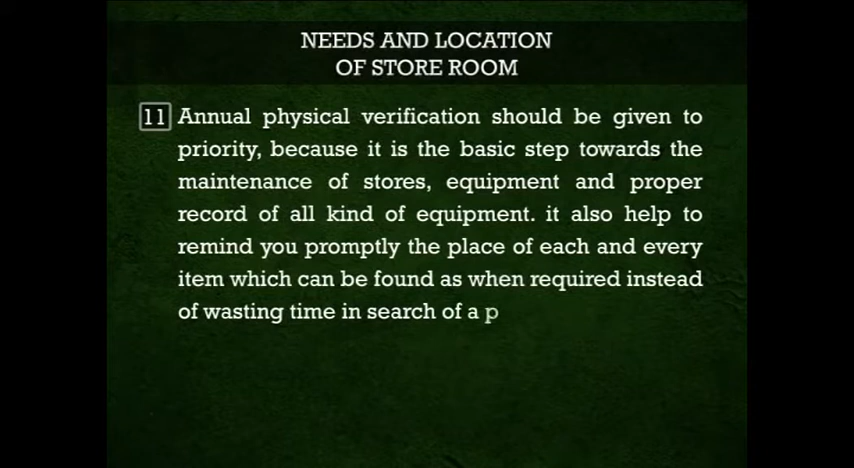 NEEDS AND LOCATION
OF STORE ROOM
11 Annual physical verification should be given to
priority, because it is the basic step towards the
maintenance of stores, equipment and proper
record of all kind of equipment. it also help to
remind you promptly the place of each and every
item which can be found as when required instead
of wasting time in search of a p